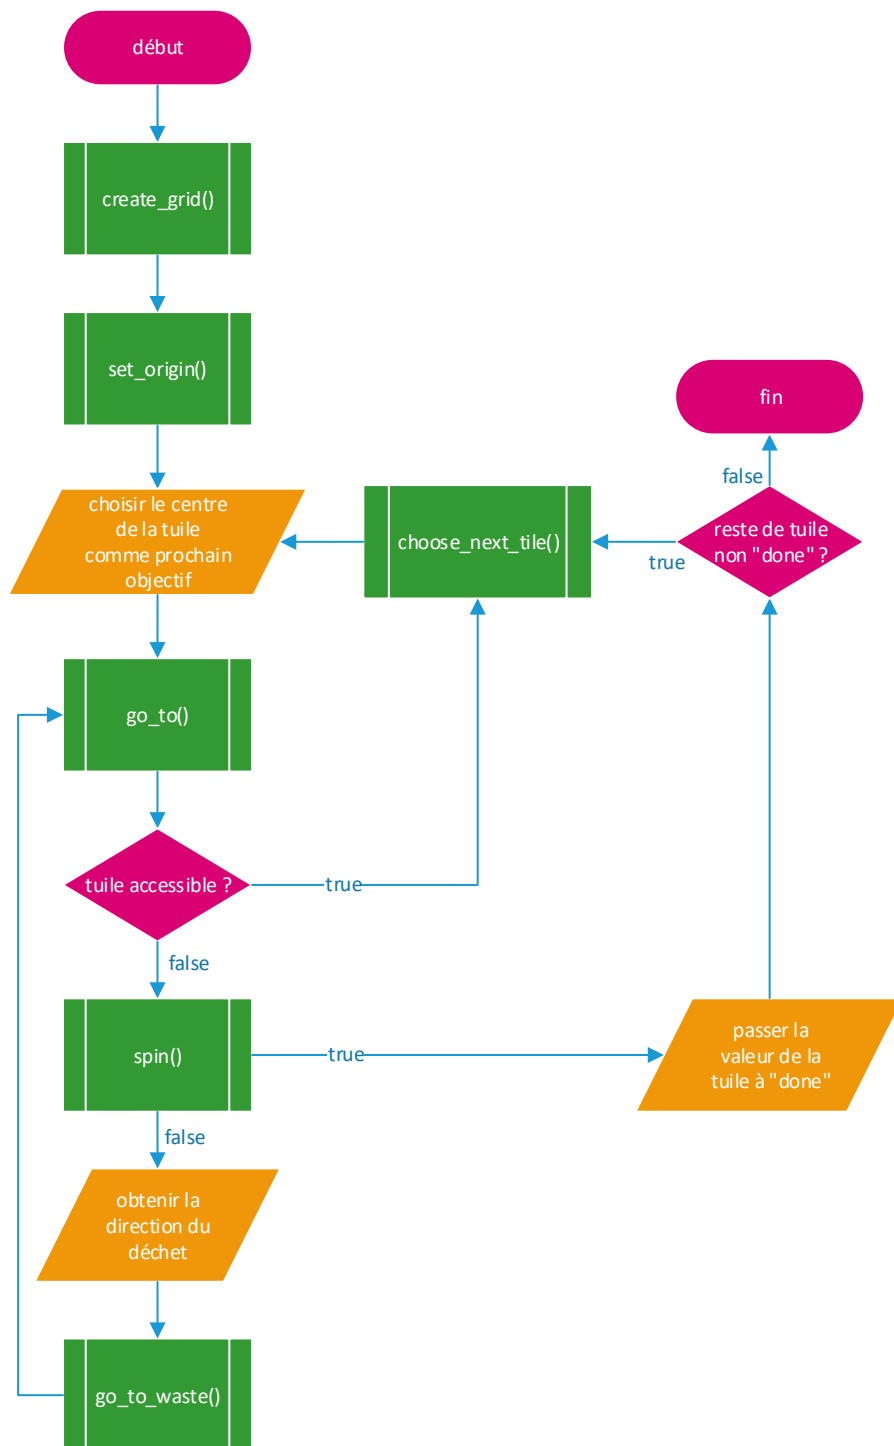 début
create_grid()
set_origin()
fin
false
choisir le centre
de la tuile
comme prochain
objectif
choose_next_tile()
reste de tuile
non "done" ?
true
go_to()
tuile accessible ?
true
false
spin()
true
passer la
valeur de la
tuile à "done"
false
obtenir la
direction du
déchet
go_to_waste()